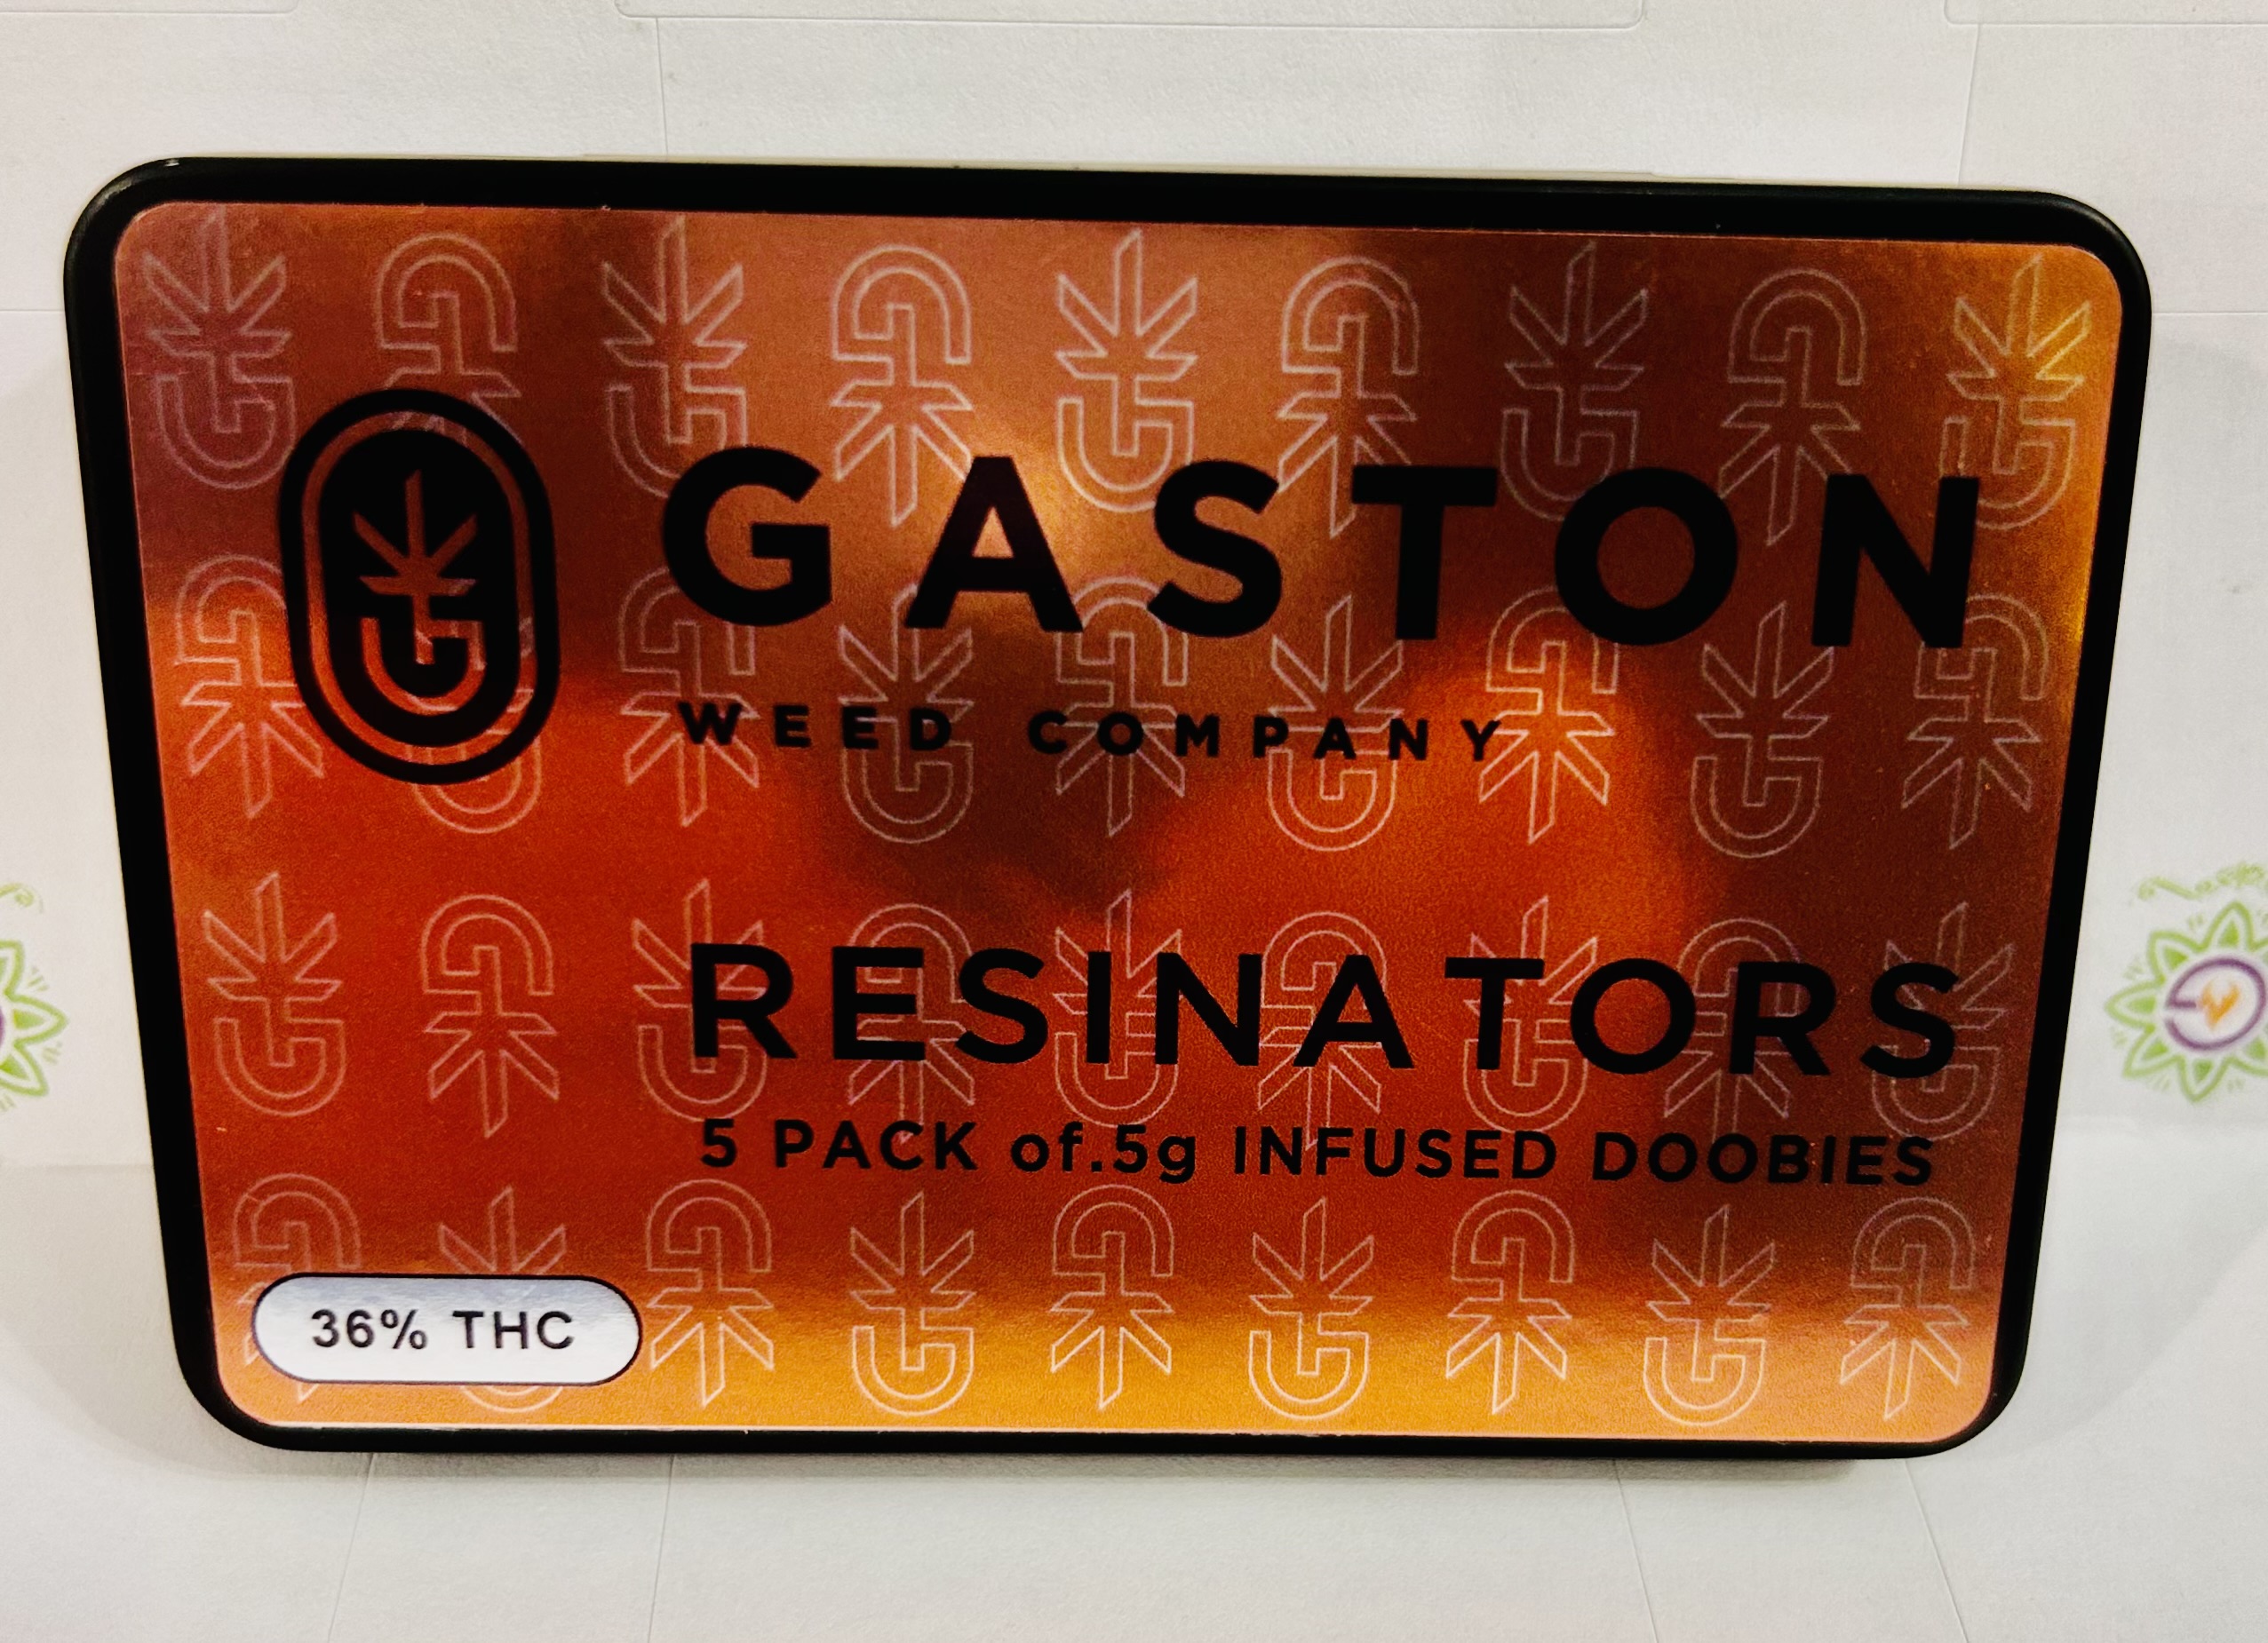 GASTON
WEED COMPANY
RESINATORS
5 PACK of.5g INFUSED DOOBIES
36% THC